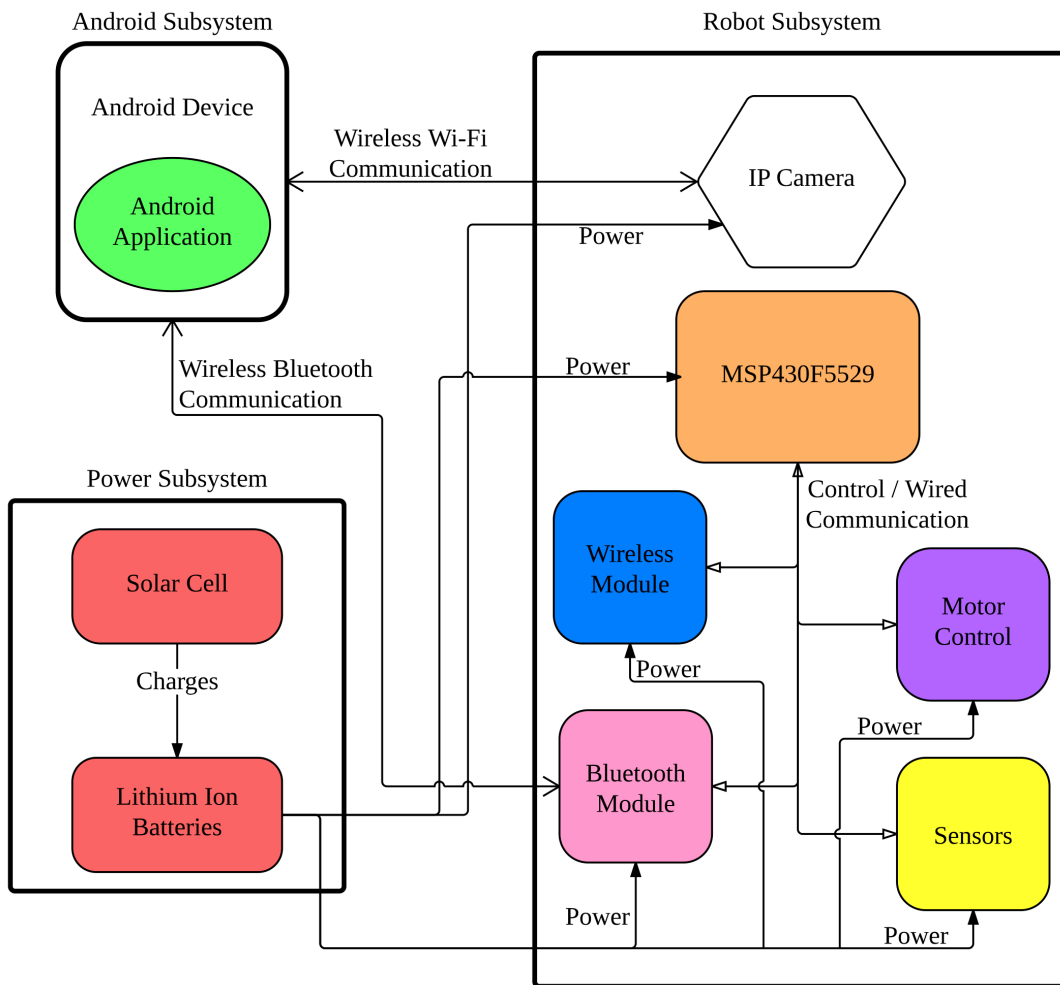 Android Subsystem
Robot Subsystem
Android Device
Android
Application
Wireless Wi-Fi
Communication
IP Camera
Power
Wireless Bluetooth
Communication
Power
MSP430F5529
Control / Wired
Communication
Power Subsystem
Solar Cell
Charges
Lithium Ion
Batteries
Wireless
Module
Motor
Control
Power
Power
Bluetooth
Module
Sensors
Power
Power